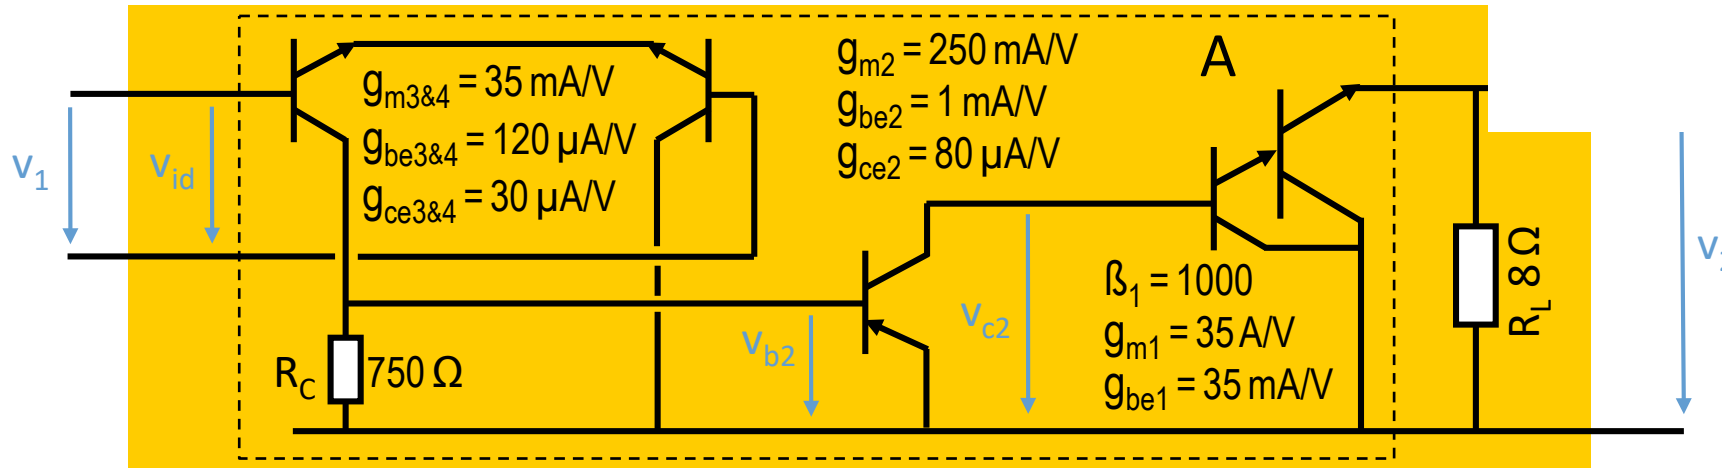 g_m3&4 = 35 mA/V
g_be3&4 = 120 µA/V
g_ce3&4 = 30 µA/V
g_m2 = 250 mA/V
g_be2 = 1 mA/V
g_ce2 = 80 µA/V
A
v_1
v_id
v_b2
v_c2
ß_1 = 1000
g_m1 = 35 A/V
g_be1 = 35 mA/V
R_C 750 Ω
R_L 8 Ω
v